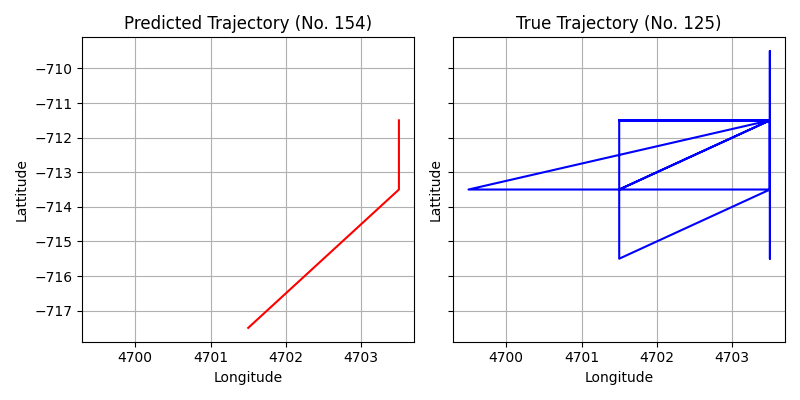 Predicted Trajectory (No. 154)
True Trajectory (No. 125)
Lattitude
−710
−711
−712
−713
−714
−715
−716
−717
4700
4701
4702
4703
Longitude
Lattitude
4700
4701
4702
4703
Longitude